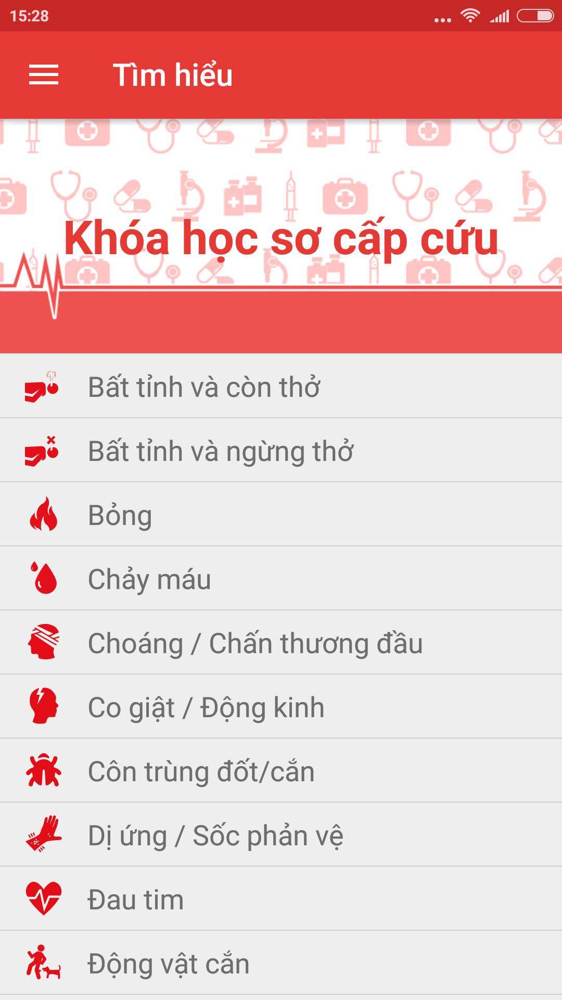 15:28
Tìm hiểu
Khóa học sơ cấp cứu
Bất tỉnh và còn thở
Bất tỉnh và ngừng thở
Bỏng
Chảy máu
Choáng / Chấn thương đầu
Co giật / Động kinh
Côn trùng đốt/cắn
Dị ứng / Sốc phản vệ
Đau tim
Động vật cắn